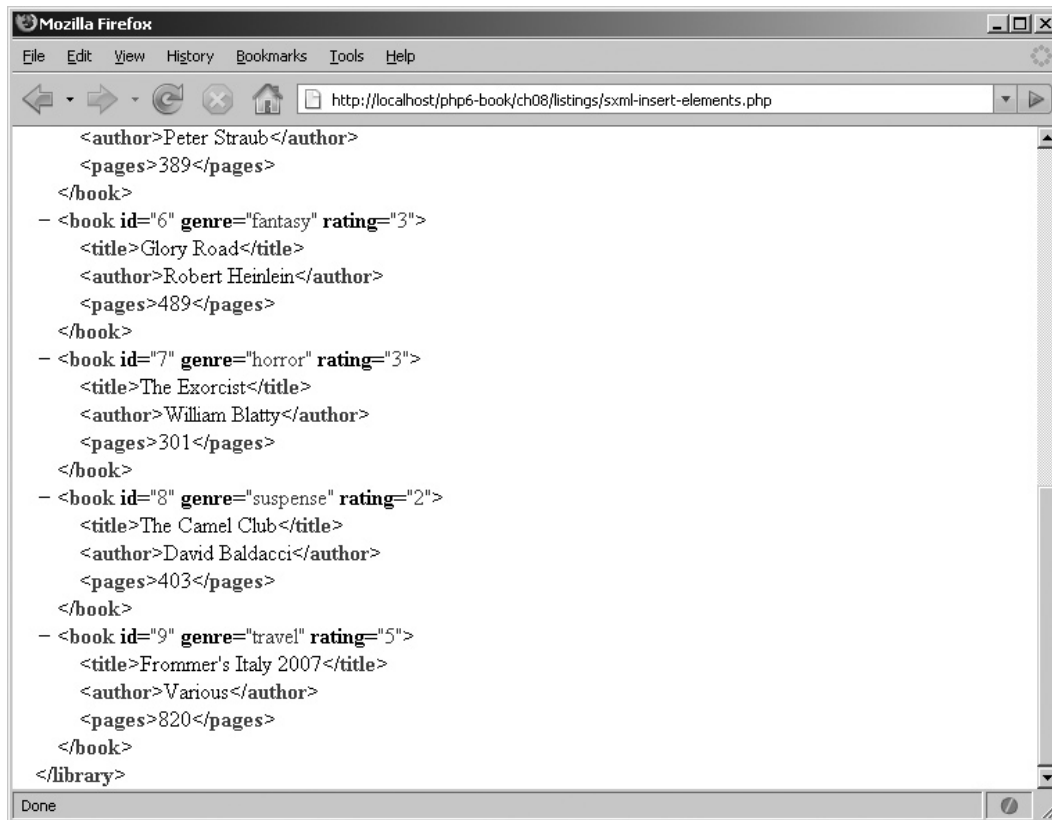 Mozilla Firefox
File Edit View History Bookmarks Tools Help
http://localhost/php6-book/ch08/listings/sxml-insert-elements.php
<author>Peter Straub</author>
<pages>389</pages>
</book>
− <book id="6" genre="fantasy" rating="3">
<title>Glory Road</title>
<author>Robert Heinlein</author>
<pages>489</pages>
</book>
− <book id="7" genre="horror" rating="3">
<title>The Exorcist</title>
<author>William Blatty</author>
<pages>301</pages>
</book>
− <book id="8" genre="suspense" rating="2">
<title>The Camel Club</title>
<author>David Baldacci</author>
<pages>403</pages>
</book>
− <book id="9" genre="travel" rating="5">
<title>Frommer's Italy 2007</title>
<author>Various</author>
<pages>820</pages>
</book>
</library>
Done